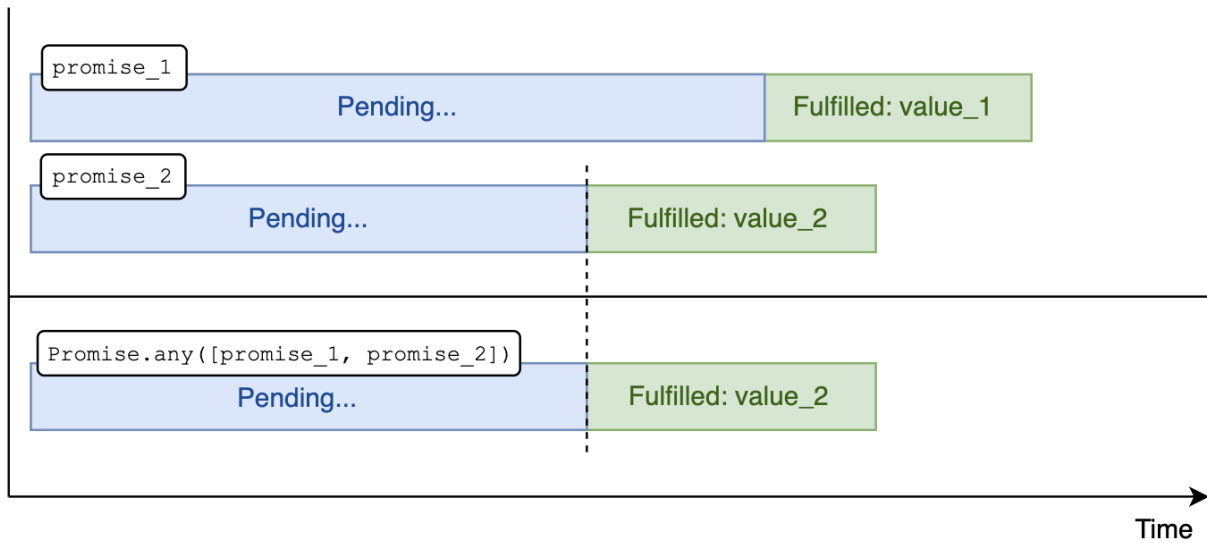 promise_1
Pending...
Fulfilled: value_1
promise_2
Pending...
Fulfilled: value_2
Promise.any([promise_1, promise_2])
Pending...
Fulfilled: value_2
Time